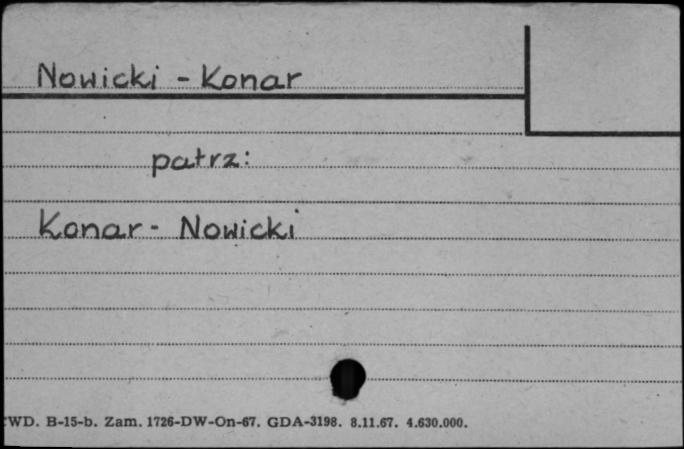 Nowicki - Konar
patrz:
Konar - Nowicki
WD. B-15-b. Zam. 1726-DW-On-67. GDA-3198. 8.11.67. 4.630.000.